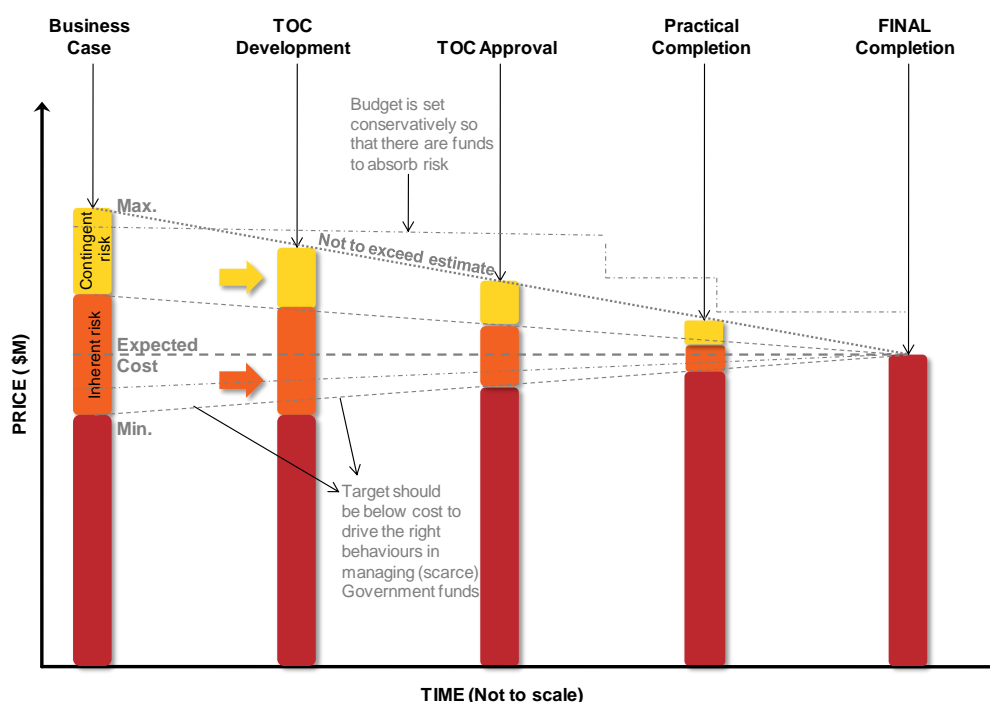 Business
Case
TOC
Development
TOC Approval
Practical
Completion
FINAL
Completion
Budget is set
conservatively so
that there are funds
to absorb risk
Max.
Not to exceed estimate
Contingent
risk
Inherent risk
Expected
Cost
Min.
Target should
be below cost to
drive the right
behaviours in
managing (scarce)
Government funds
PRICE ( $M)
TIME (Not to scale)